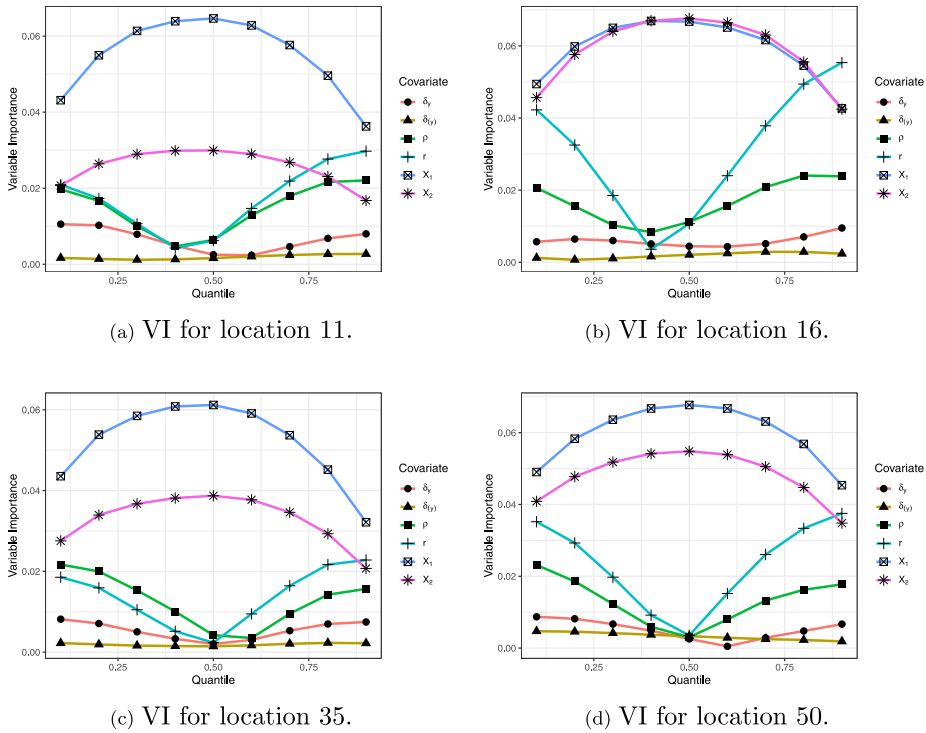 0.06
0.04
0.02
0.00
Variable Importance
0.25
0.50
0.75
Quantile
Covariate
δy
δ(y)
ρ
r
X1
X2
(a) VI for location 11.
0.06
0.04
0.02
0.00
Variable Importance
0.25
0.50
0.75
Quantile
Covariate
δy
δ(y)
ρ
r
X1
X2
(b) VI for location 16.
0.06
0.04
0.02
0.00
Variable Importance
0.25
0.50
0.75
Quantile
Covariate
δy
δ(y)
ρ
r
X1
X2
(c) VI for location 35.
0.06
0.04
0.02
0.00
Variable Importance
0.25
0.50
0.75
Quantile
Covariate
δy
δ(y)
ρ
r
X1
X2
(d) VI for location 50.